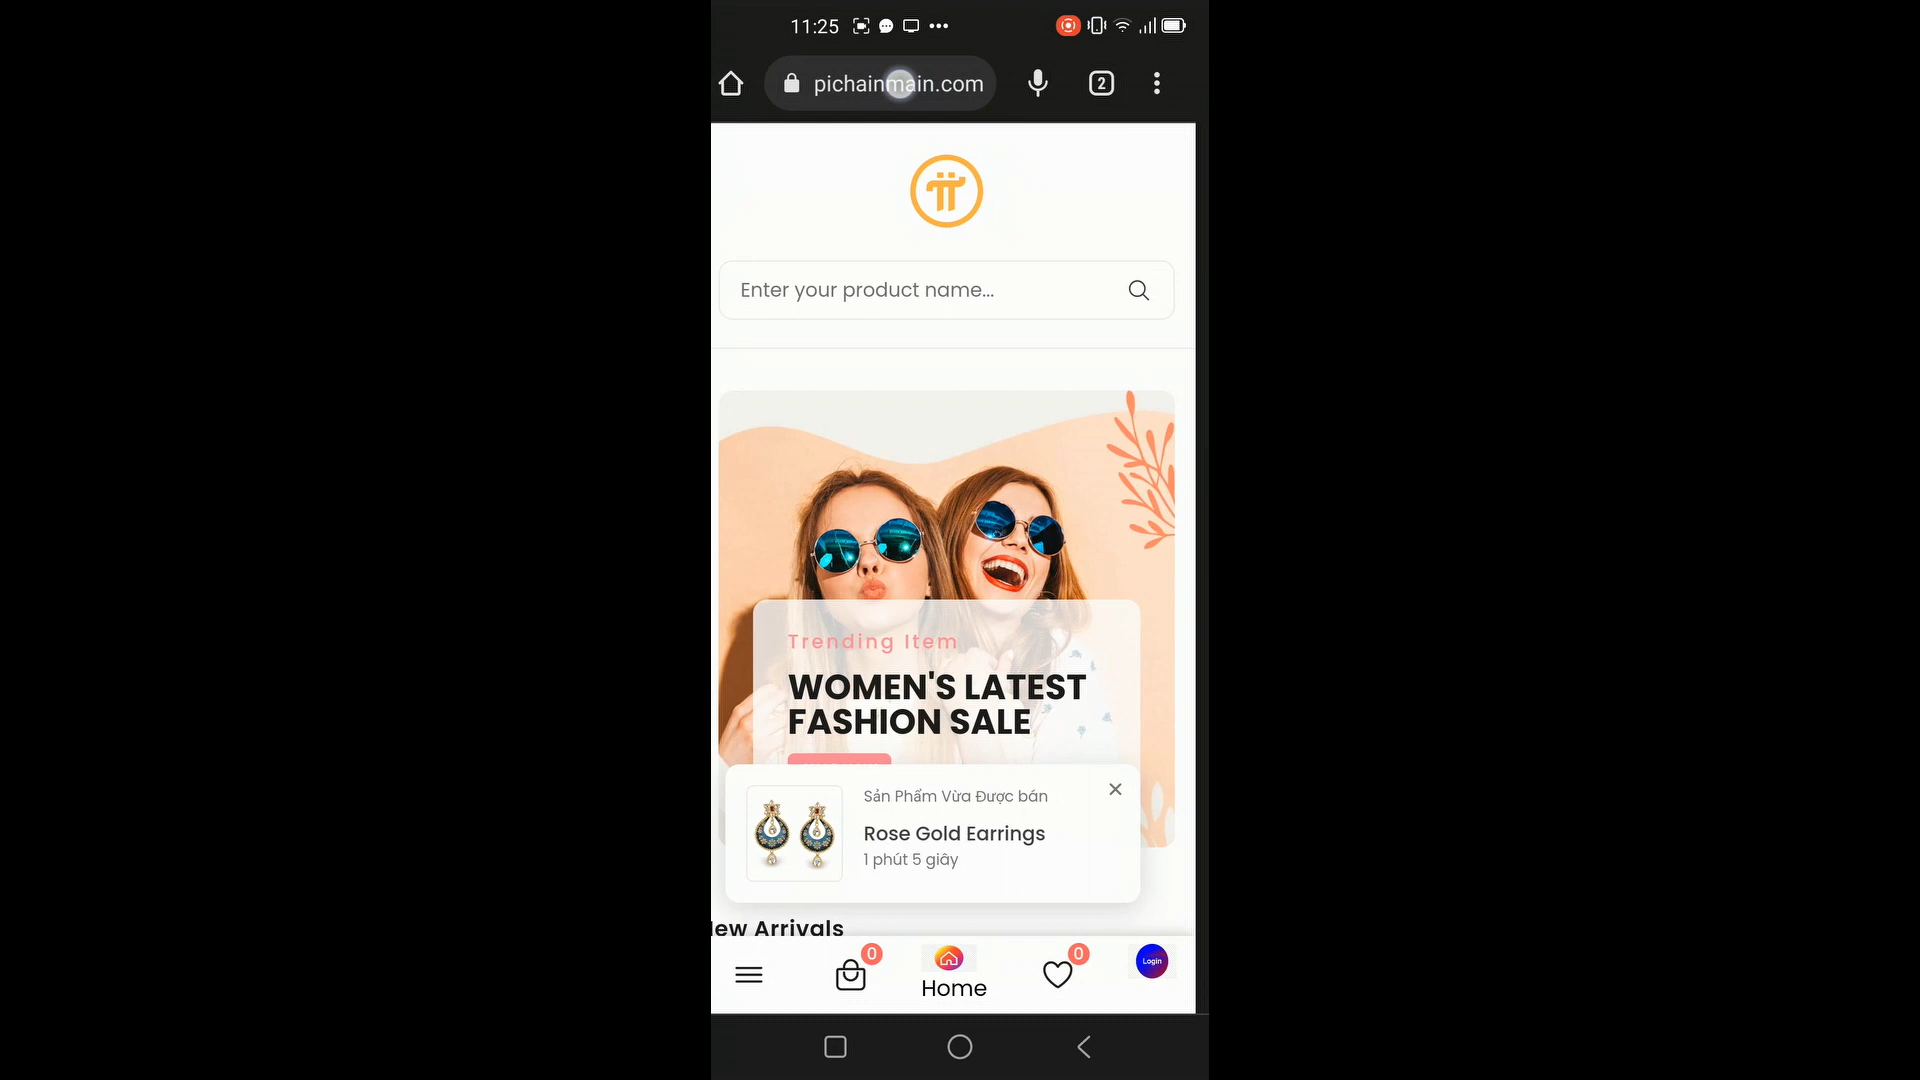 11:25
pichainmain.com
2
Enter your product name...
Trending Item
WOMEN'S LATEST
FASHION SALE
Sản Phẩm Vừa Được bán
Rose Gold Earrings
1 phút 5 giây
ew Arrivals
0
0
Login
Home